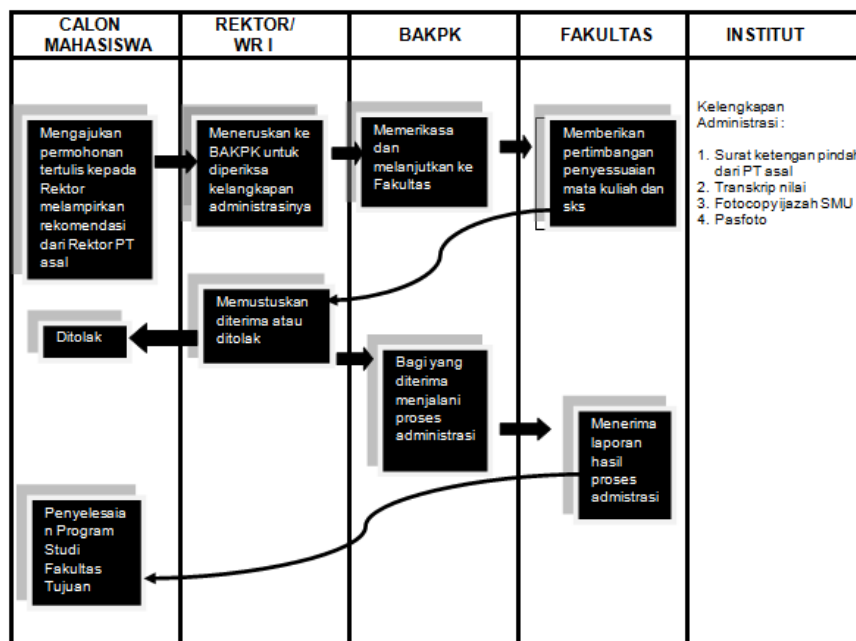 CALON
MAHASISWA
REKTOR/
WR I
BAKPK
FAKULTAS
INSTITUT
Mengajukan
permohonan
tertulis kepada
Rektor
melampirkan
rekomendasi
dari Rektor PT
asal
Meneruskan ke
BAKPK untuk
diperiksa
kelangkapan
administrasinya
Memerikasa
dan
melanjutkan ke
Fakultas
Memberikan
pertimbangan
penyessuaian
mata kuliah dan
sks
Kelengkapan
Administrasi :
1. Surat ketengan pindah
dari PT asal
2. Transkrip nilai
3. Fotocopyijazah SMU
4. Pasfoto
Memustuskan
diterima atau
ditolak
Ditolak
Bagi yang
diterima
menjalani
proses
administrasi
Menerima
laporan
hasil
proses
admistrasi
Penyelesaia
n Program
Studi
Fakultas
Tujuan